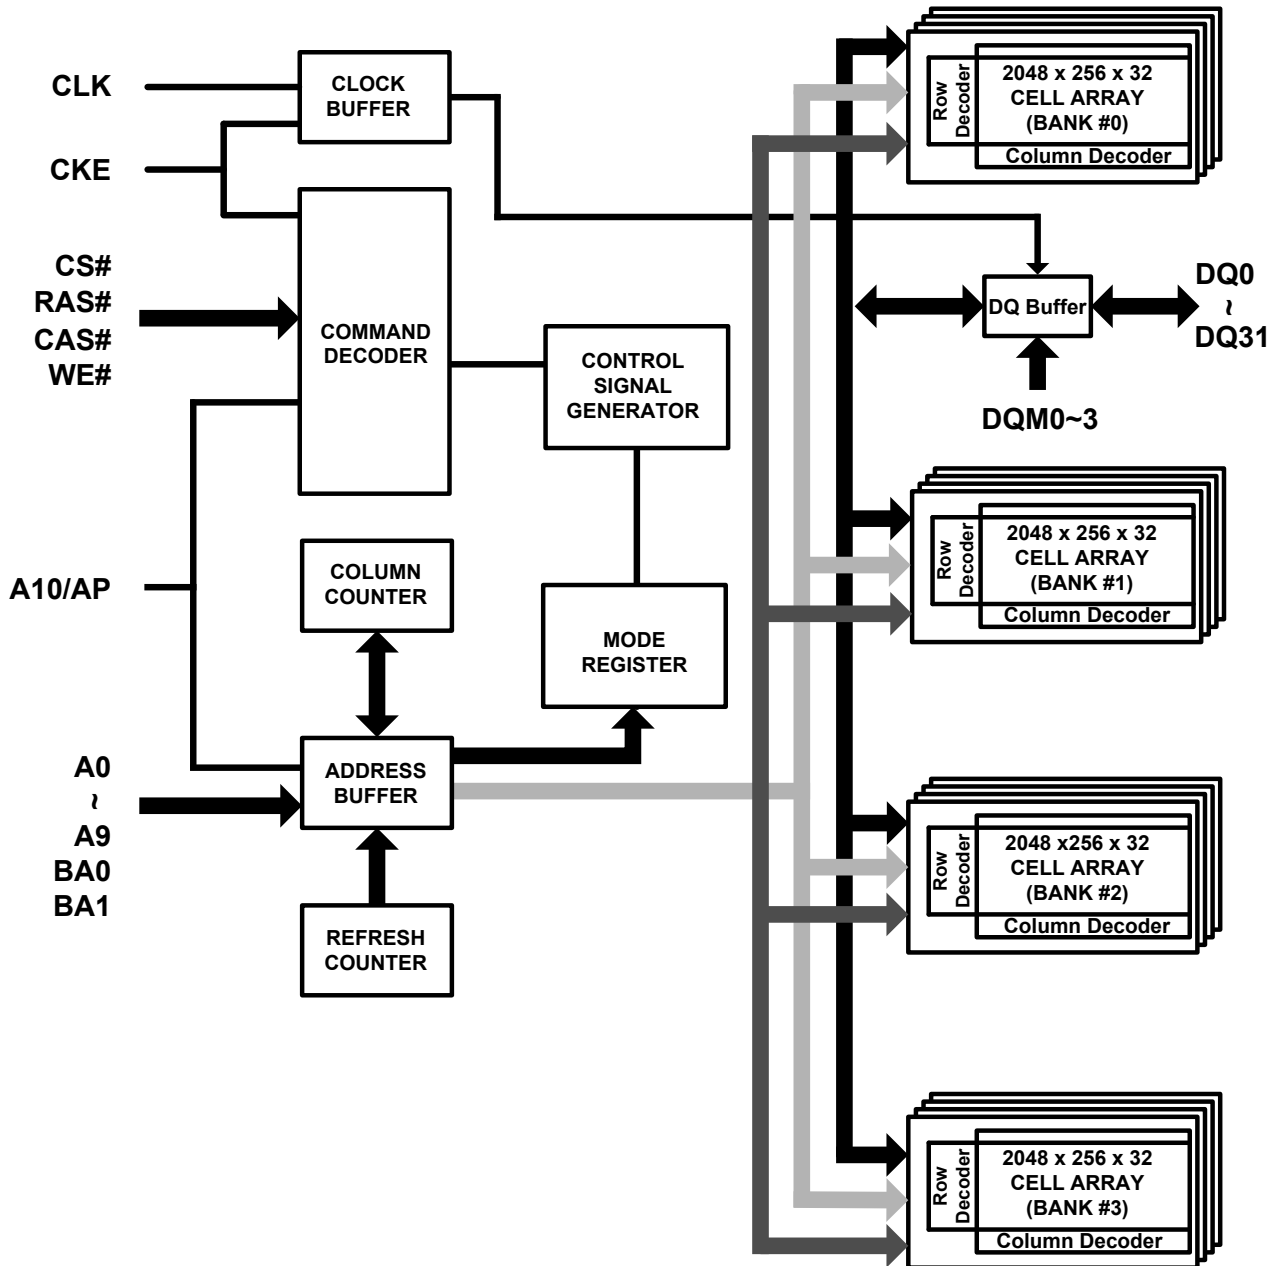 CLK
CKE
CS#
RAS#
CAS#
WE#
A10/AP
A0
~
A9
BA0
BA1
CLOCK
BUFFER
COMMAND
DECODER
CONTROL
SIGNAL
GENERATOR
COLUMN
COUNTER
MODE
REGISTER
ADDRESS
BUFFER
REFRESH
COUNTER
Row
Decoder
2048 x 256 x 32
CELL ARRAY
(BANK #0)
Column Decoder
DQ Buffer
DQ0
~
DQ31
DQM0~3
Row
Decoder
2048 x 256 x 32
CELL ARRAY
(BANK #1)
Column Decoder
Row
Decoder
2048 x256 x 32
CELL ARRAY
(BANK #2)
Column Decoder
Row
Decoder
2048 x 256 x 32
CELL ARRAY
(BANK #3)
Column Decoder